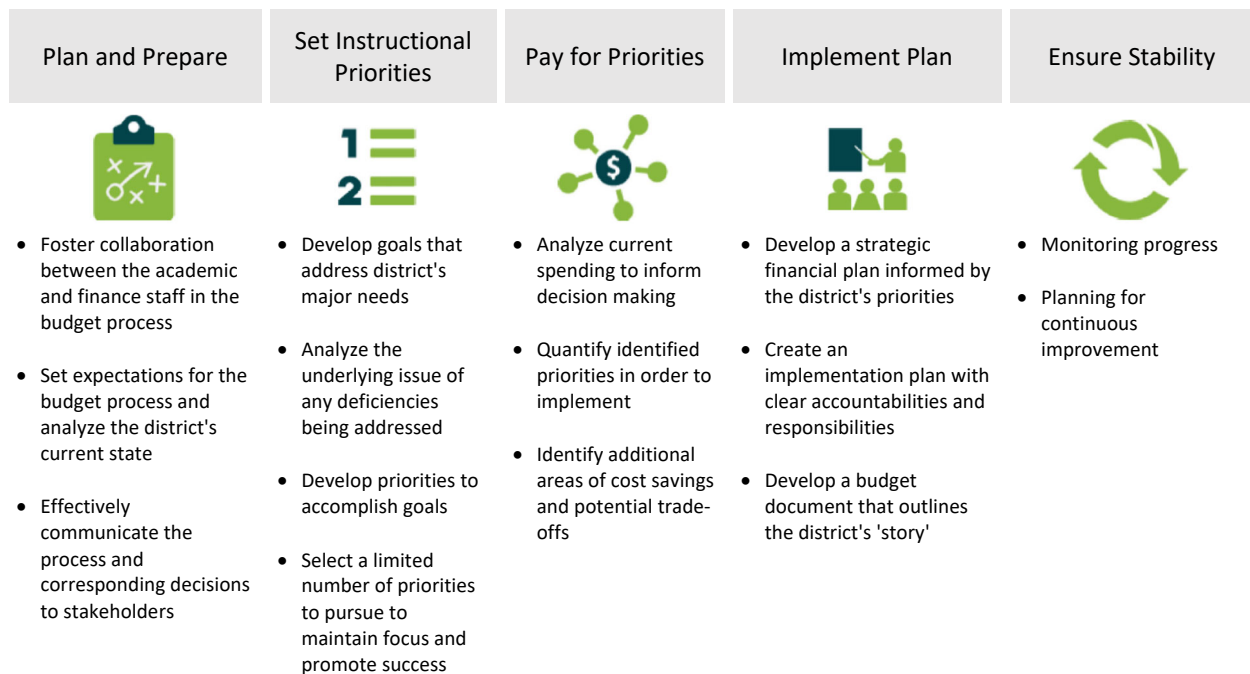 Plan and Prepare
Set Instructional
Priorities
Pay for Priorities
Implement Plan
Ensure Stability
1
2
$
• Foster collaboration
between the academic
and finance staff in the
budget process
• Set expectations for the
budget process and
analyze the district's
current state
• Effectively
communicate the
process and
corresponding decisions
to stakeholders
• Develop goals that
address district's
major needs
• Analyze the
underlying issue of
any deficiencies
being addressed
• Develop priorities to
accomplish goals
• Select a limited
number of priorities
to pursue to
maintain focus and
promote success
• Analyze current
spending to inform
decision making
• Quantify identified
priorities in order to
implement
• Identify additional
areas of cost savings
and potential trade-
offs
• Develop a strategic
financial plan informed by
the district's priorities
• Create an
implementation plan with
clear accountabilities and
responsibilities
• Develop a budget
document that outlines
the district's 'story'
• Monitoring progress
• Planning for
continuous
improvement